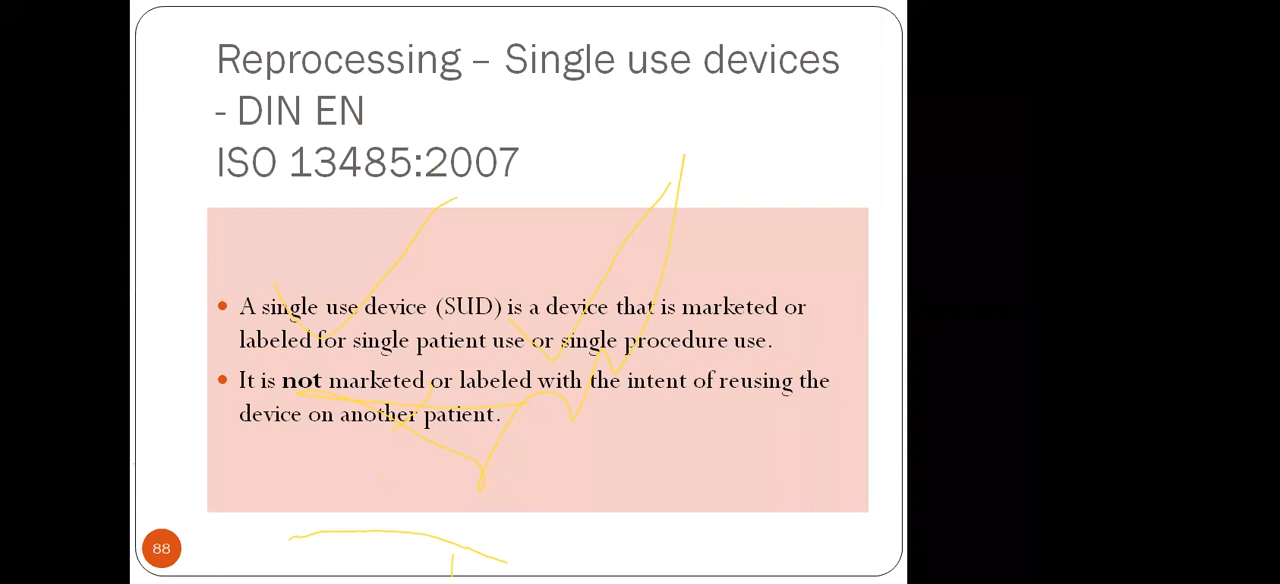 Reprocessing – Single use devices
- DIN EN
ISO 13485:2007
• A single use device (SUD) is a device that is marketed or
labeled for single patient use or single procedure use.
• It is not marketed or labeled with the intent of reusing the
device on another patient.
88